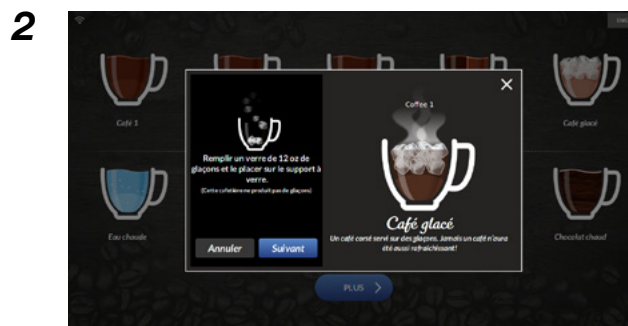 2
Café 1
Café glacé
Eau chaude
Chocolat chaud
Remplir un verre de 12 oz de
glaçons et le placer sur le support à
verre.
(Cette cafetière ne produit pas de glaçons)
Annuler
Suivant
Coffee 1
Café glacé
Un café corsé servi sur des glaçons. Jamais un café n'aura
été aussi rafraîchissant!
PLUS